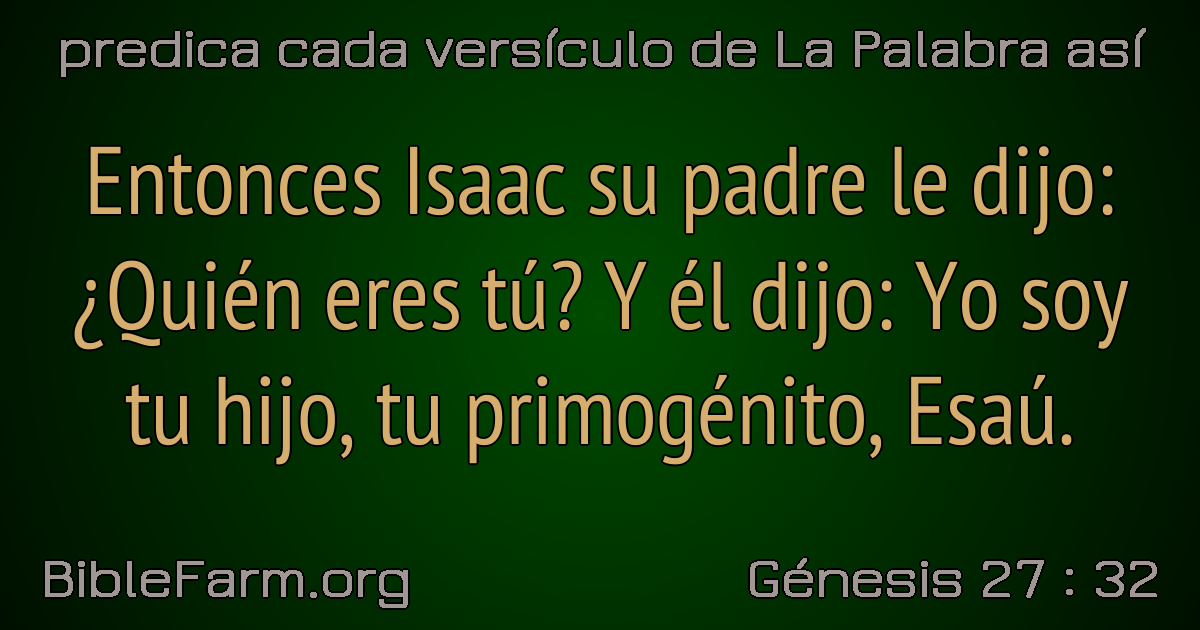 predica cada versículo de La Palabra así
Entonces Isaac su padre le dijo:
¿Quién eres tú? Y él dijo: Yo soy
tu hijo, tu primogénito, Esaú.
BibleFarm.org
Génesis 27 : 32